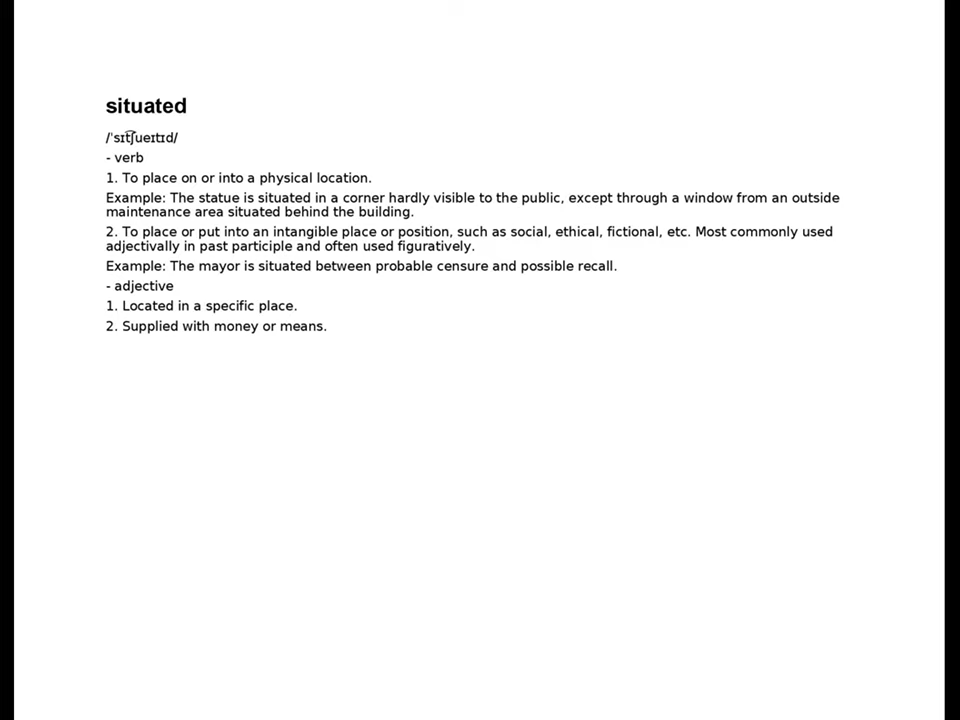 situated
/ˈsɪt͡ʃueɪtɪd/
- verb
1. To place on or into a physical location.
Example: The statue is situated in a corner hardly visible to the public, except through a window from an outside
maintenance area situated behind the building.
2. To place or put into an intangible place or position, such as social, ethical, fictional, etc. Most commonly used
adjectivally in past participle and often used figuratively.
Example: The mayor is situated between probable censure and possible recall.
- adjective
1. Located in a specific place.
2. Supplied with money or means.